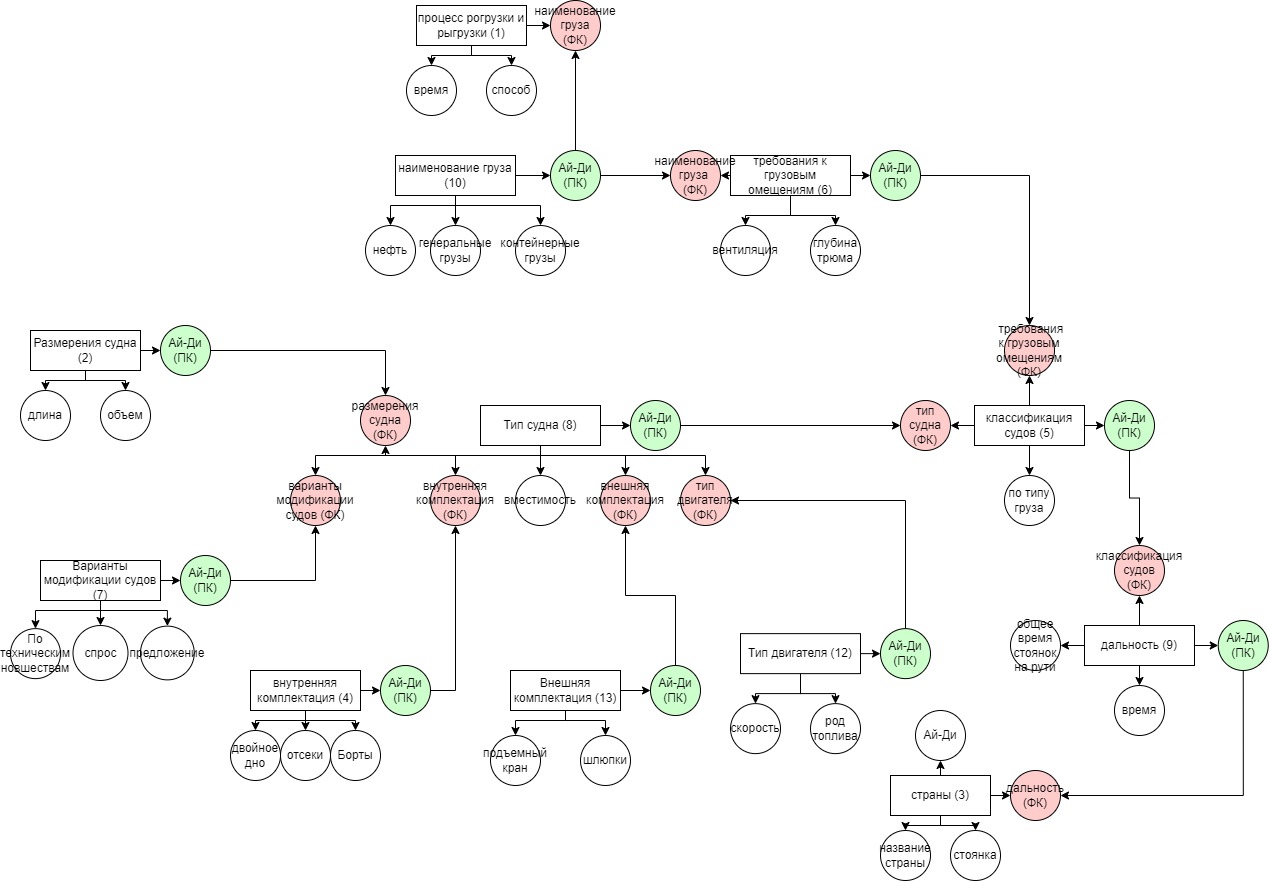 процесс рогрузки и
рыгрузки (1)
наименование
груза
(ФК)
время
способ
наименование груза
(10)
Ай-Ди
(ПК)
наименование
груза
(ФК)
требования к
грузовым
омещениям (6)
Ай-Ди
(ПК)
нефть
генеральные
грузы
контейнерные
грузы
вентиляция
глубина
трюма
Размерения судна
(2)
Ай-Ди
(ПК)
требования
к грузовым
омещениям
(ФК)
длина
объем
размерения
судна
(ФК)
Тип судна (8)
Ай-Ди
(ПК)
тип
судна
(ФК)
классификация
судов (5)
Ай-Ди
(ПК)
варианты
модификации
судов (ФК)
внутренняя
комплектация
(ФК)
вместимость
внешняя
комплектация
(ФК)
тип
двигателя
(ФК)
по типу
груза
Варианты
модификации судов
(7)
Ай-Ди
(ПК)
классификация
судов
(ФК)
По
техническим
новшествам
спрос
предложение
Тип двигателя (12)
Ай-Ди
(ПК)
общее
время
стоянок
на рути
дальность (9)
Ай-Ди
(ПК)
внутренняя
комплектация (4)
Ай-Ди
(ПК)
Внешняя
комплектация (13)
Ай-Ди
(ПК)
скорость
род
топлива
время
двойное
дно
отсеки
Борты
подъемный
кран
шлюпки
Ай-Ди
страны (3)
дальность
(ФК)
название
страны
стоянка